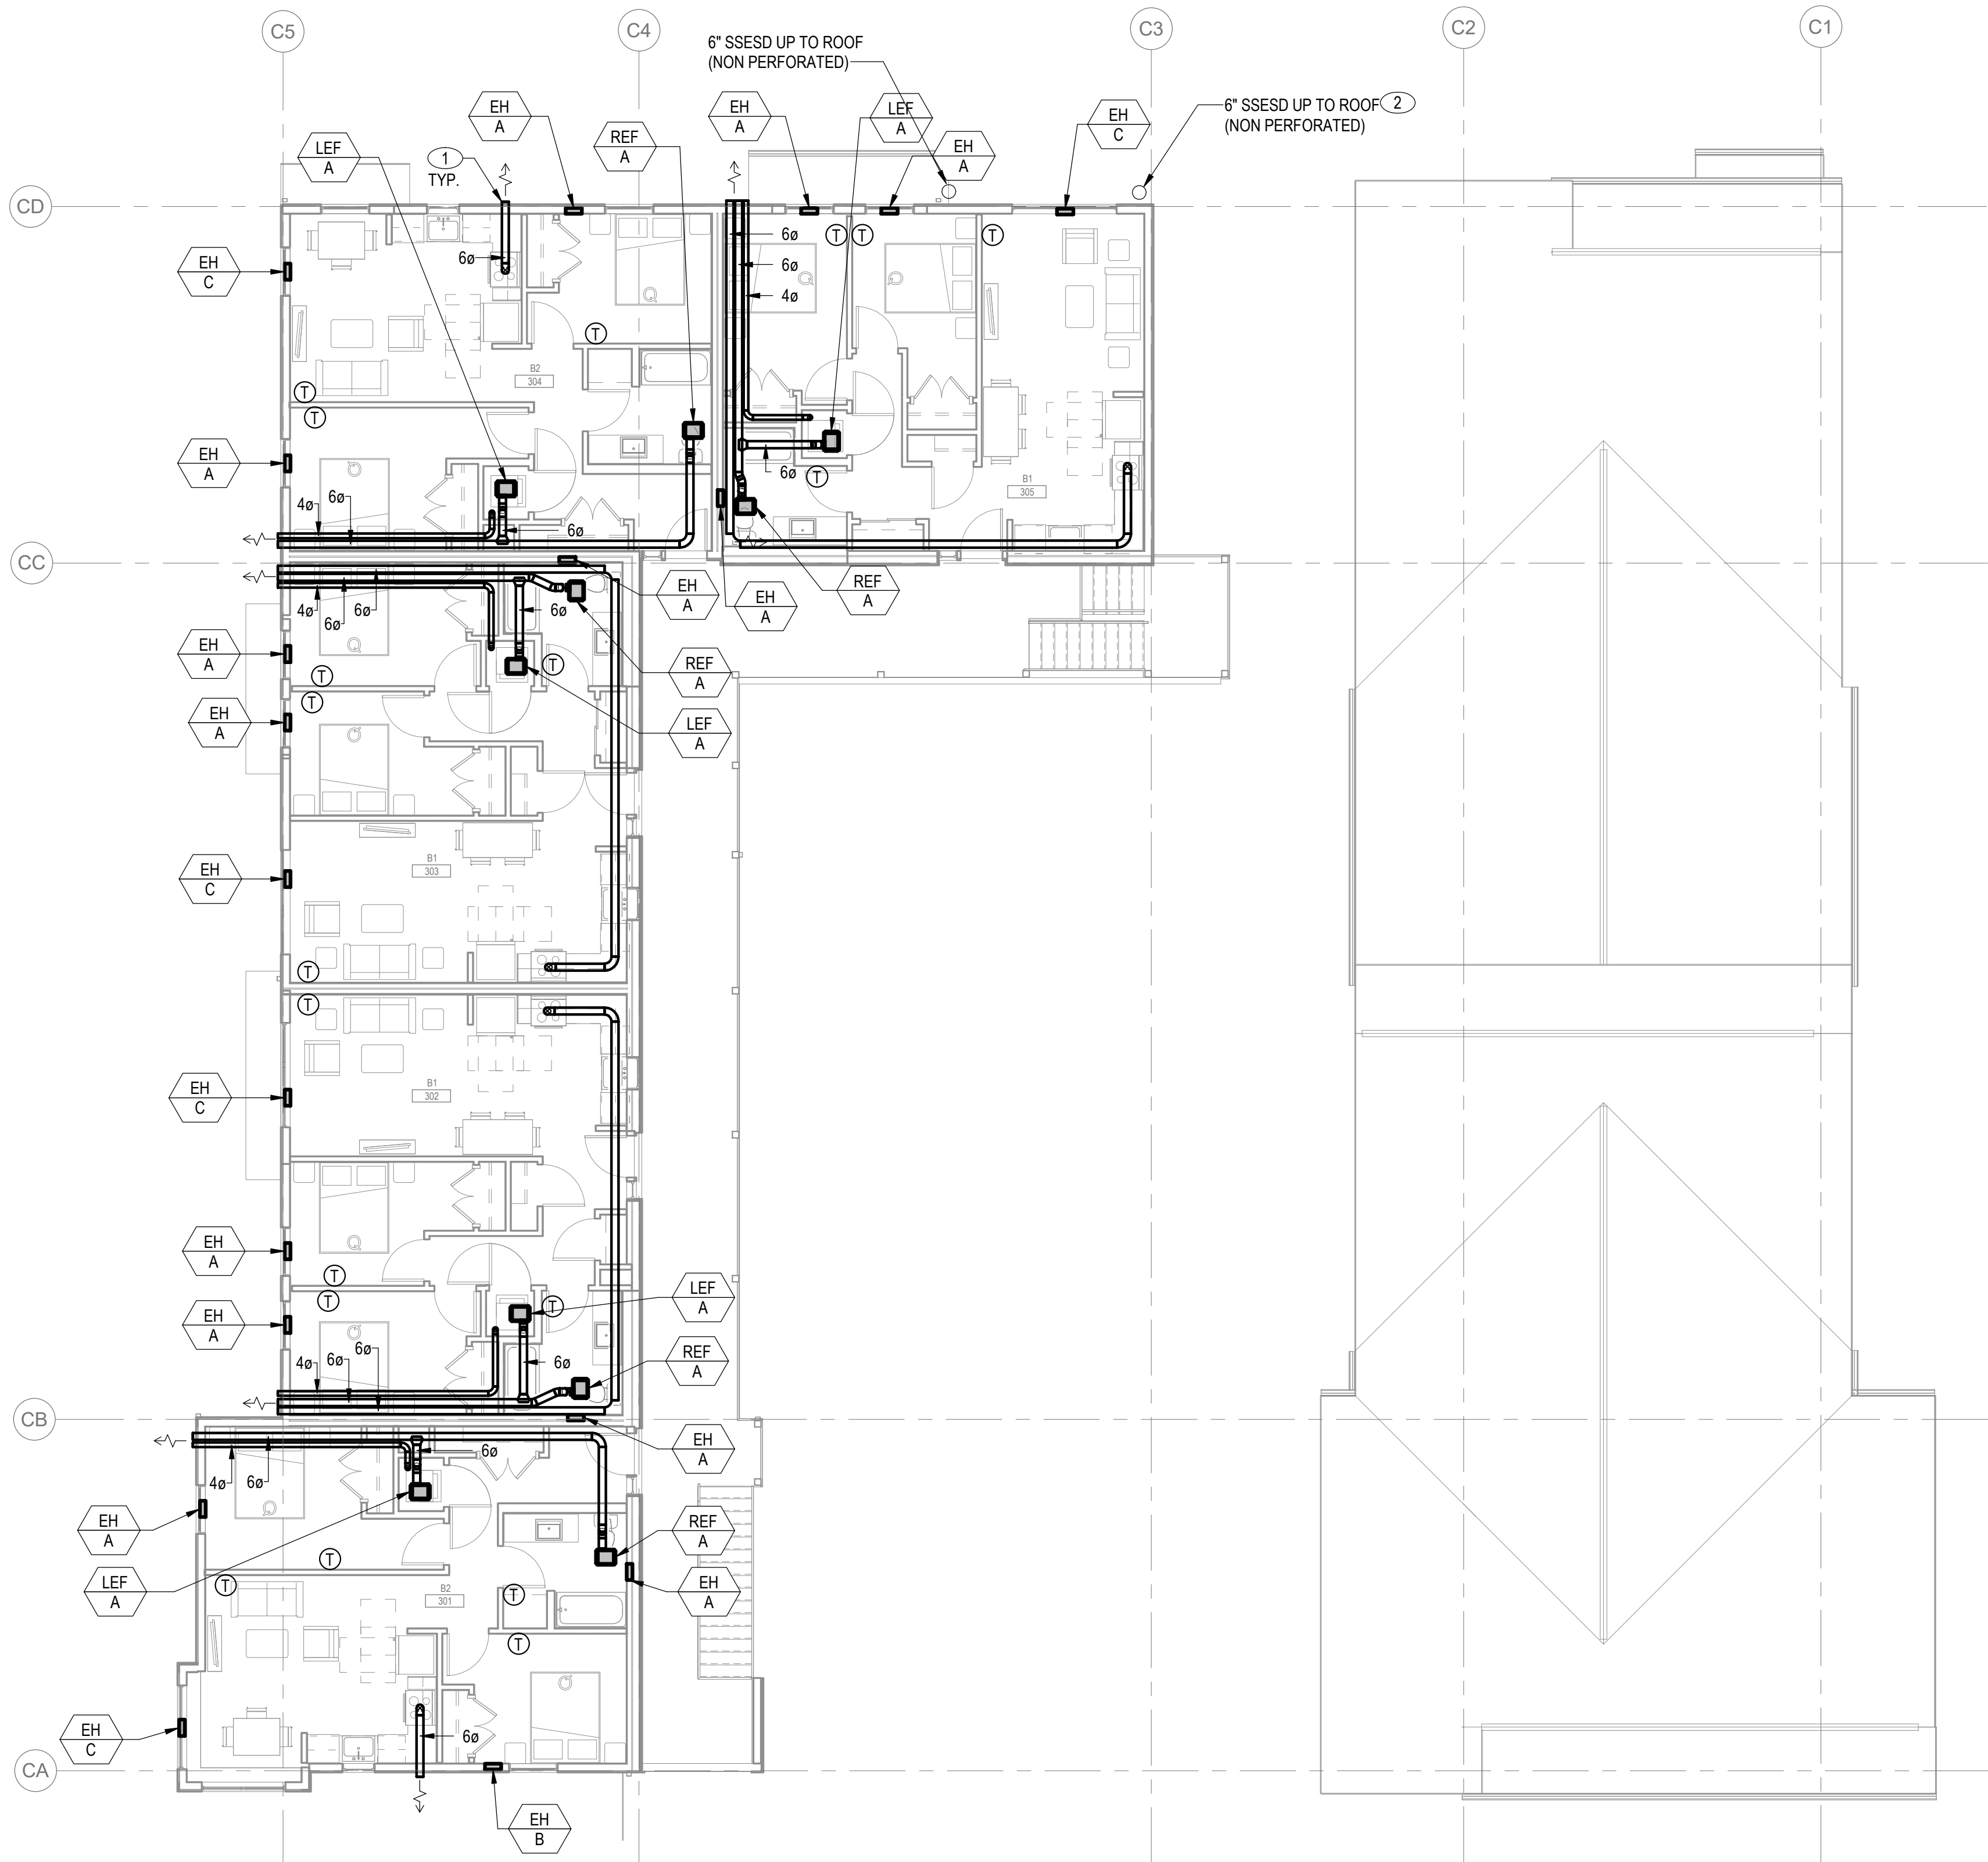 C5
C4
C3
C2
C1
6" SSESD UP TO ROOF
(NON PERFORATED)
6" SSESD UP TO ROOF
(NON PERFORATED)
2
EH
A
EH
A
LEF
A
EH
C
REF
A
EH
A
LEF
A
1
TYP.
CD
6ø
T
T
T
6ø
EH
C
6ø
4ø
T
B2
304
T
T
EH
A
6ø
T
B1
305
4ø
6ø
6ø
CC
EH
A
EH
A
REF
A
4ø
6ø
6ø
6ø
EH
A
T
T
REF
A
T
EH
A
LEF
A
B1
303
EH
C
T
T
B1
302
EH
C
EH
A
T
T
T
LEF
A
EH
A
4ø
6ø
6ø
6ø
REF
A
CB
EH
A
6ø
4ø
6ø
EH
A
REF
A
T
LEF
A
T
B2
301
T
EH
A
T
EH
C
6ø
CA
EH
B